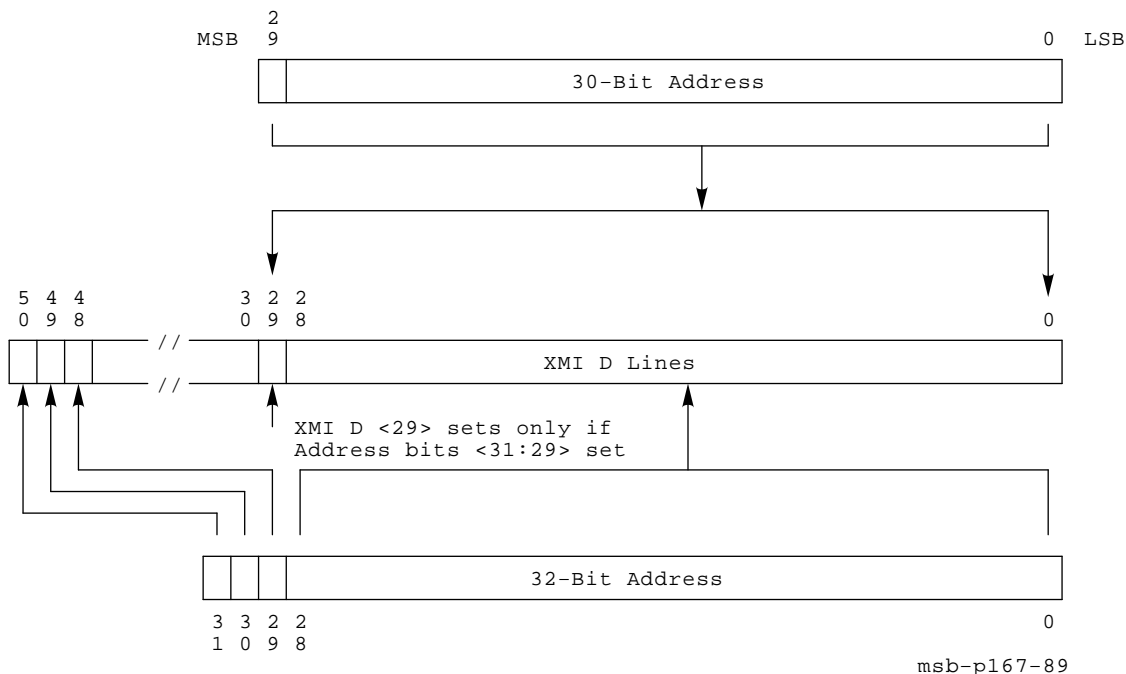 2
MSB 9 0 LSB
30-Bit Address
5 4 4 3 2 2
0 9 8 0 9 8 0
// XMI D Lines
//
XMI D <29> sets only if
Address bits <31:29> set
32-Bit Address
3 3 2 2 0
1 0 9 8
msb-p167-89